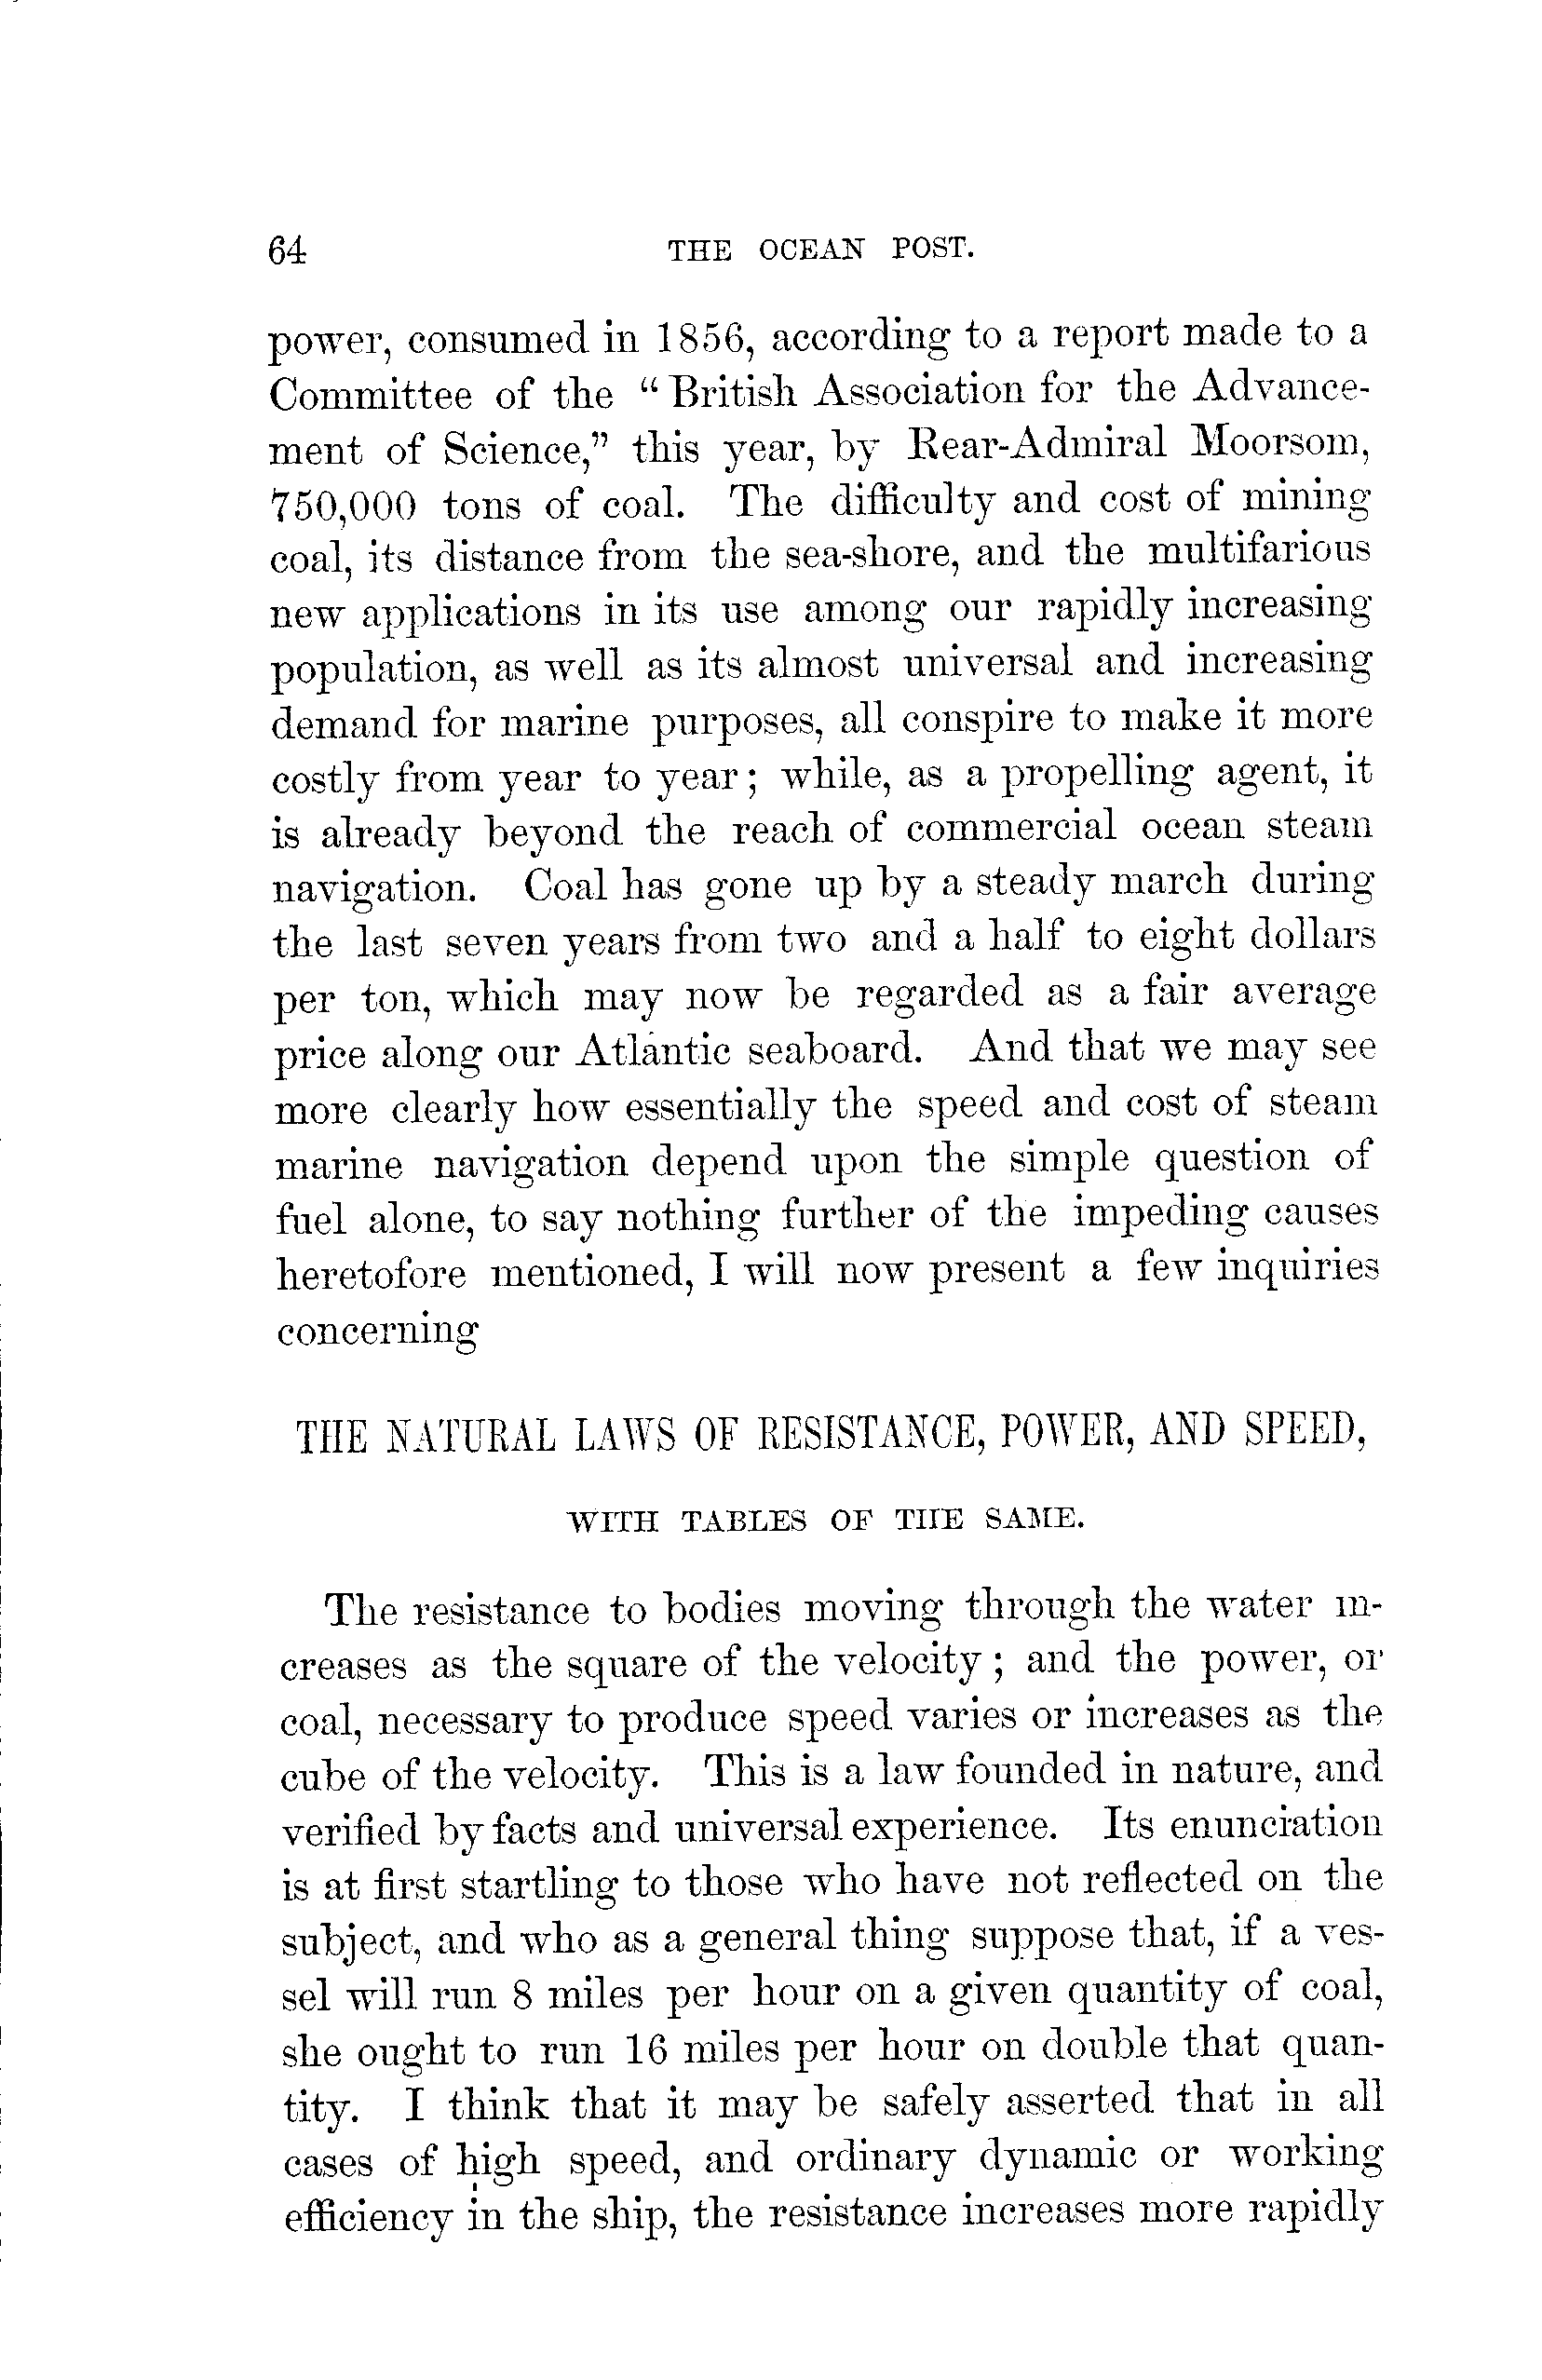 64 THE OCEAN POST.
power, consumed in 1856, according to a report made to a
Committee of the “British Association for the Advance-
ment of Science,” this year, by Rear-Admiral Moorsom,
750,000 tons of coal. The difficulty and cost of mining
coal, its distance from the sea-shore, and the multifarious
new applications in its use among our rapidly increasing
population, as well as its almost universal and increasing
demand for marine purposes, all conspire to make it more
costly from year to year; while, as a propelling agent, it
is already beyond the reach of commercial ocean steam
navigation. Coal has gone up by a steady march during
the last seven years from two and a half to eight dollars
per ton, which may now be regarded as a fair average
price along our Atlantic seaboard. And that we may see
more clearly how essentially the speed and cost of steam
marine navigation depend upon the simple question of
fuel alone, to say nothing further of the impeding causes
heretofore mentioned, I will now present a few inquiries
concerning
THE NATURAL LAWS OF RESISTANCE, POWER, AND SPEED,
WITH TABLES OF THE SAME.
The resistance to bodies moving through the water in-
creases as the square of the velocity; and the power, or
coal, necessary to produce speed varies or increases as the
cube of the velocity. This is a law founded in nature, and
verified by facts and universal experience. Its enunciation
is at first startling to those who have not reflected on the
subject, and who as a general thing suppose that, if a ves-
sel will run 8 miles per hour on a given quantity of coal,
she ought to run 16 miles per hour on double that quan-
tity. I think that it may be safely asserted that in all
cases of high speed, and ordinary dynamic or working
efficiency in the ship, the resistance increases more rapidly